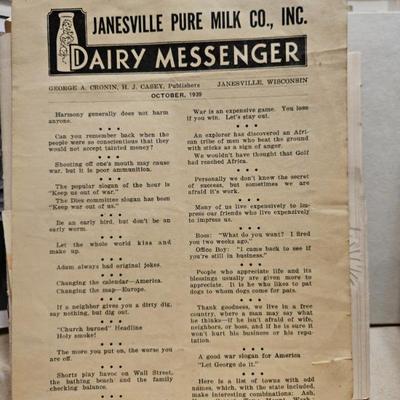 JANESVILLE PURE MILK CO., INC.
DAIRY MESSENGER
GEORGE A. CRONIN, H. J. CASEY, Publishers
JANESVILLE, WISCONSIN
OCTOBER, 1939
Harmony generally does not harm
anyone.
Can you remember back when the
people were so conscientious that they
would not accept tainted money?
Shooting off one's mouth may cause
war, but it is poor ammunition.
The popular slogan of the hour is
"Keep us out of war."
The Dies committee slogan has been
"Keep war out of us."
Be an early bird, but don't be an
early worm.
Let the whole world kiss and
make up.
Adam always had original jokes.
Changing the calendar—America.
Changing the map—Europe.
If a neighbor gives you a dirty dig,
say nothing, but dig out.
"Church burned" Headline
Holy smoke!
The more you put on, the worse you
are off.
Shorts play havoc on Wall Street,
the bathing beach and the family
checking balance.
War is an expensive game. You lose
if you win. Let's stay out.
An explorer has discovered an Afri-
can tribe of men who beat the ground
with sticks as a sign of anger.
We wouldn't have thought that Golf
had reached Africa.
Personally we don't know the secret
of success, but sometimes we are
afraid it's work.
Many of us live expensively to im-
press our friends who live expensively
to impress us.
Boss: "What do you want? I fired
you two weeks ago."
Office Boy: "I came back to see if
you're still in business."
People who appreciate life and its
blessings usually are given more to
appreciate. It is he who likes to pat
dogs to whom dogs come for pats.
Thank goodness, we live in a free
country, where a man may say what
he thinks—if he isn't afraid of wife,
neighbors, or boss, and if he is sure it
won't hurt his business or his
reputation.
A good war slogan for America
"Let George do it."
Here is a list of towns with odd
names, which, with the state included,
make interesting combinations: Ash,